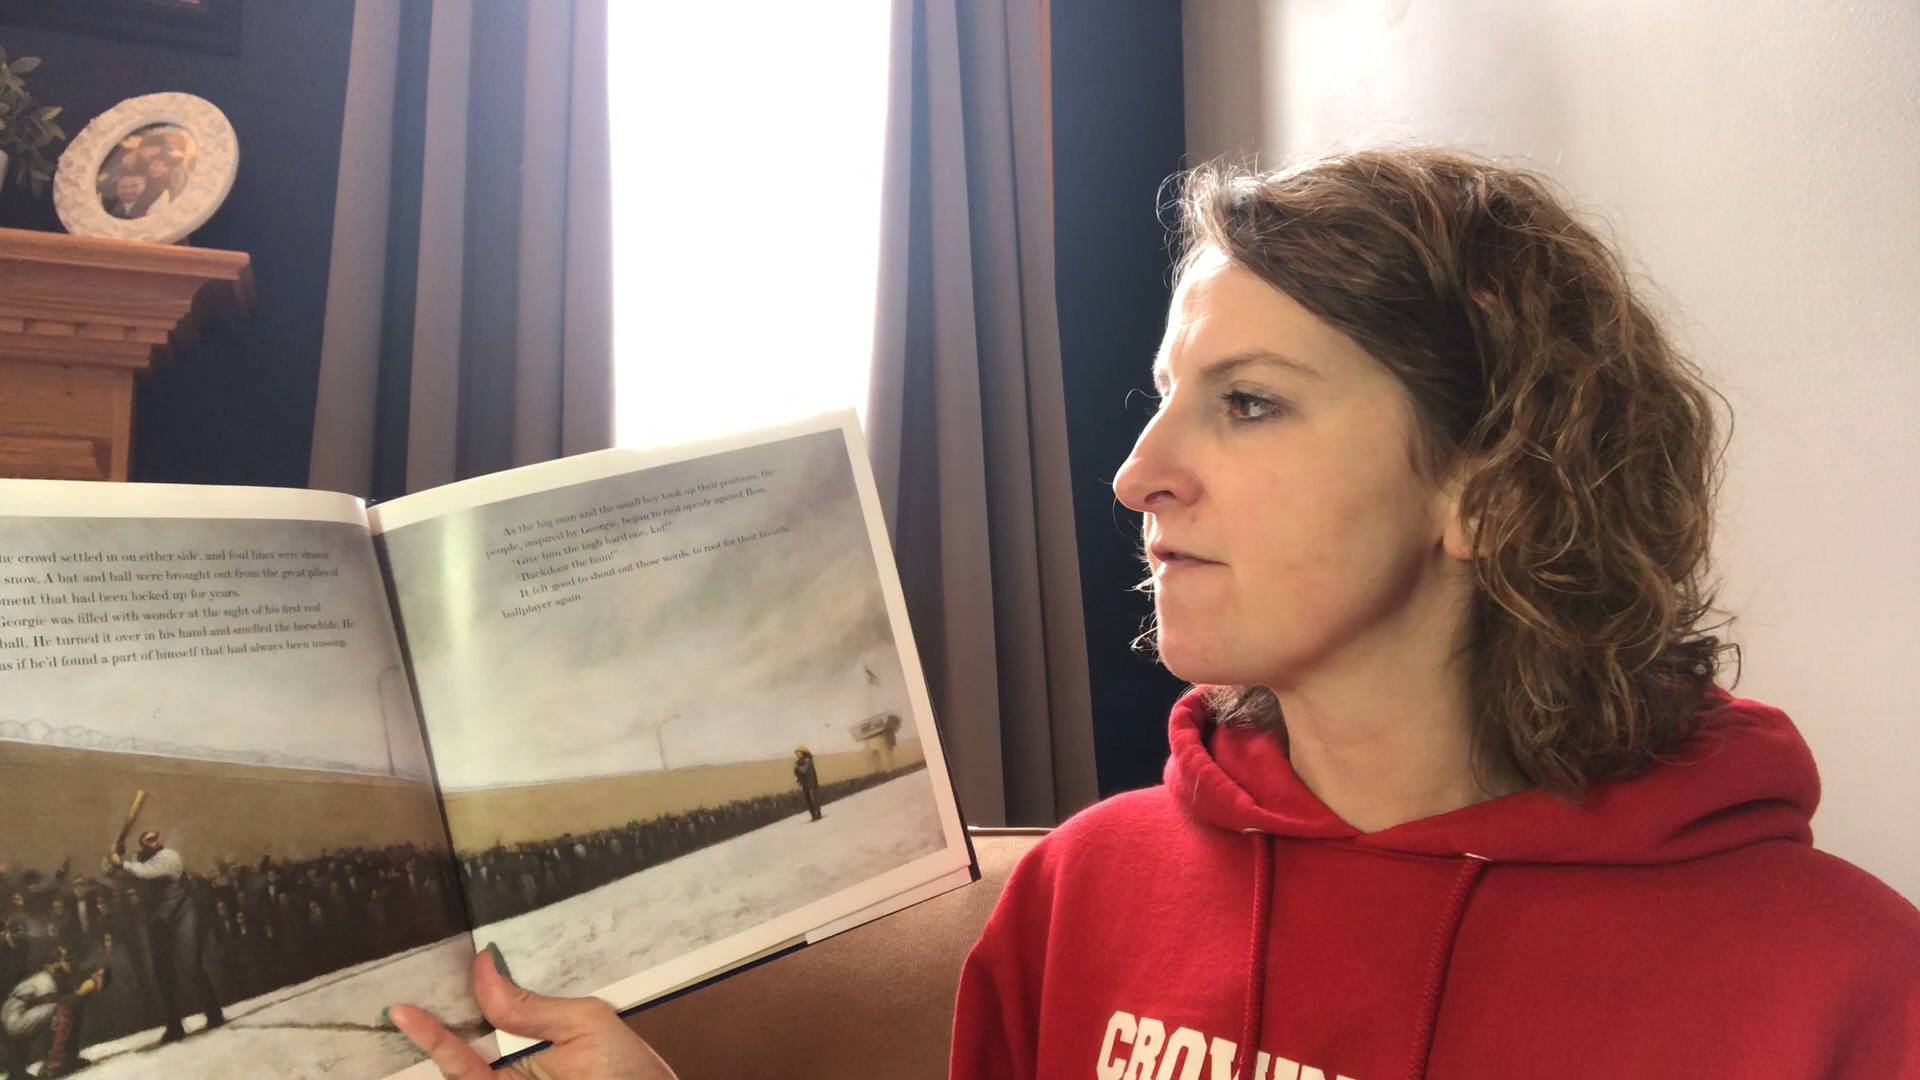 he crowd settled in on either side, and foul lines were drawn
snow. A bat and ball were brought out from the great piles of
ment that had been locked up for years.
Georgie was filled with wonder at the sight of his first real
ball. He turned it over in his hand and smelled the horsehide. He
as if he'd found a part of himself that had always been missing.
As the big man and the small boy took up their positions, the
people, inspired by Georgie, began to root openly against Boss.
"Give him the high hard one, kid!"
"Backdoor the bum!"
It felt good to shout out those words, to root for their favorite
ballplayer again.
CROWN